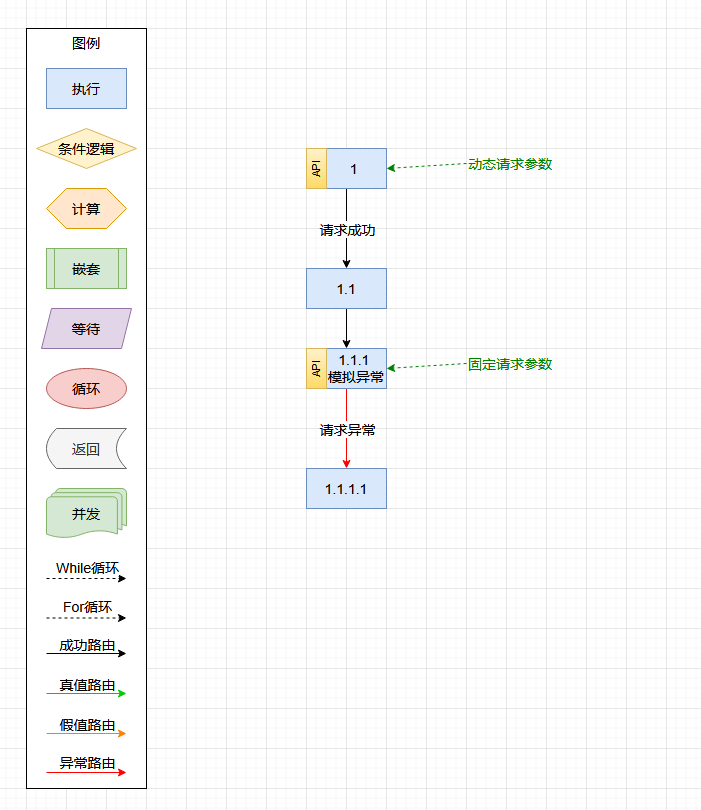 图例
执行
条件逻辑
计算
嵌套
等待
循环
返回
并发
While循环
For循环
成功路由
真值路由
假值路由
异常路由
API
1
动态请求参数
请求成功
1.1
API
1.1.1
模拟异常
固定请求参数
请求异常
1.1.1.1